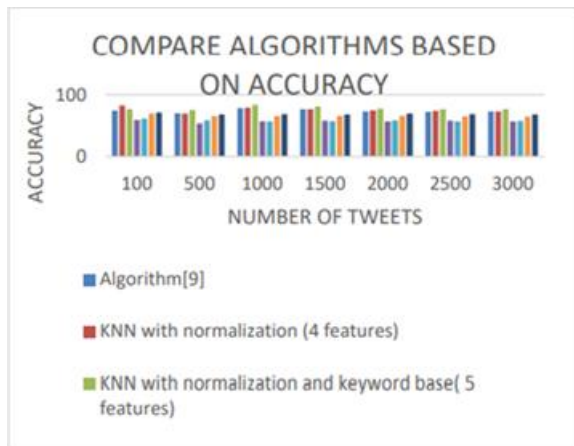 COMPARE ALGORITHMS BASED
ON ACCURACY
100
0
ACCURACY
100 500 1000 1500 2000 2500 3000
NUMBER OF TWEETS
Algorithm[9]
KNN with normalization (4 features)
KNN with normalization and keyword base( 5
features)